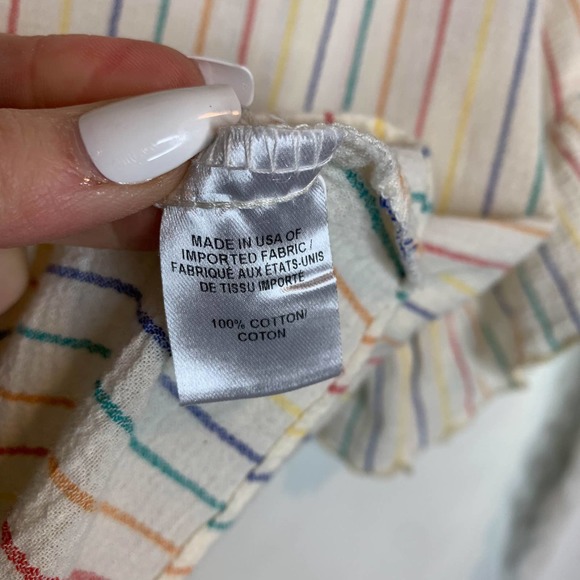 MADE IN USA OF
IMPORTED FABRIC /
FABRIQUÉ AUX ÉTATS-UNIS
DE TISSU IMPORTÉ
100% COTTON/
COTON